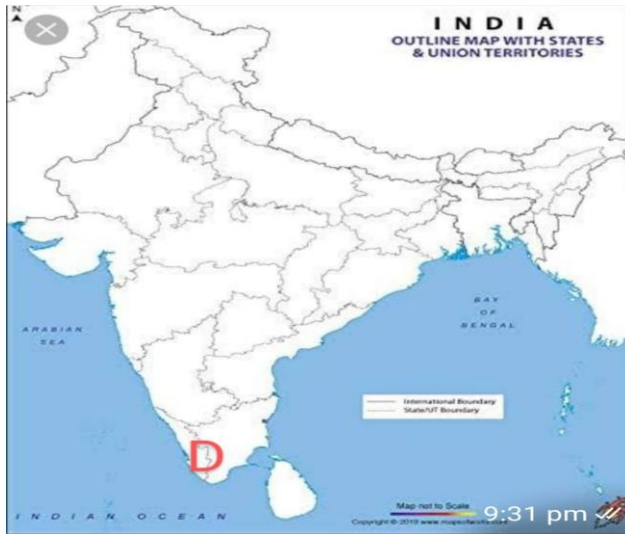 N
INDIA
OUTLINE MAP WITH STATES
& UNION TERRITORIES
ARABIAN
SEA
BAY
OF
BENGAL
International Boundary
State/UT Boundary
D
INDIAN OCEAN
Map not to Scale
9:31 pm